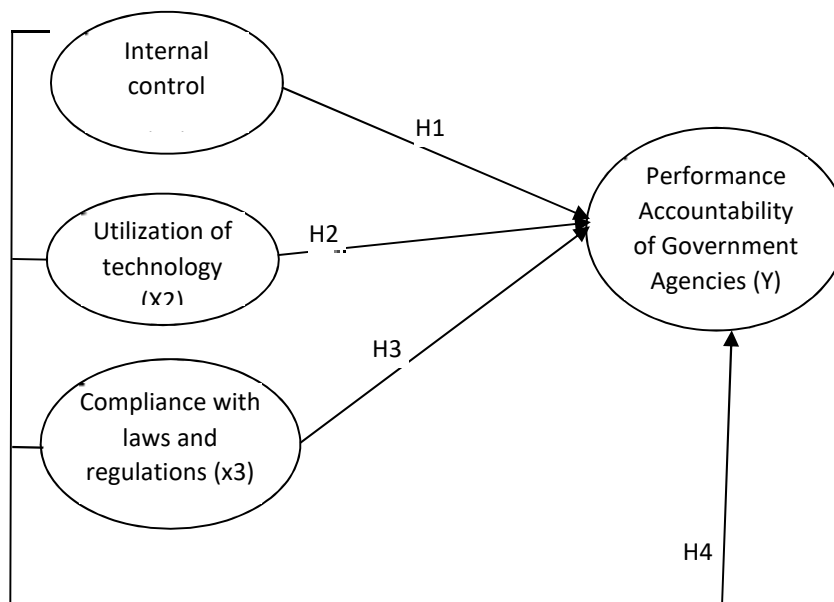 Internal
control
H1
Utilization of
technology
(X2)
H2
Compliance with
laws and
regulations (x3)
H3
Performance
Accountability
of Government
Agencies (Y)
H4